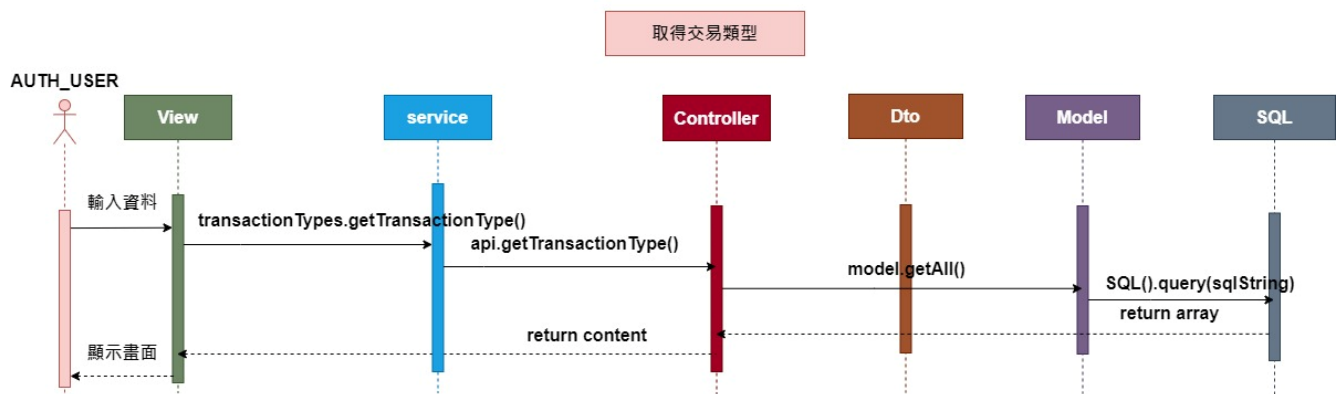 取得交易類型
AUTH_USER
View
service
Controller
Dto
Model
SQL
輸入資料
transactionTypes.getTransactionType()
api.getTransactionType()
model.getAll()
SQL().query(sqlString)
return array
return content
顯示畫面